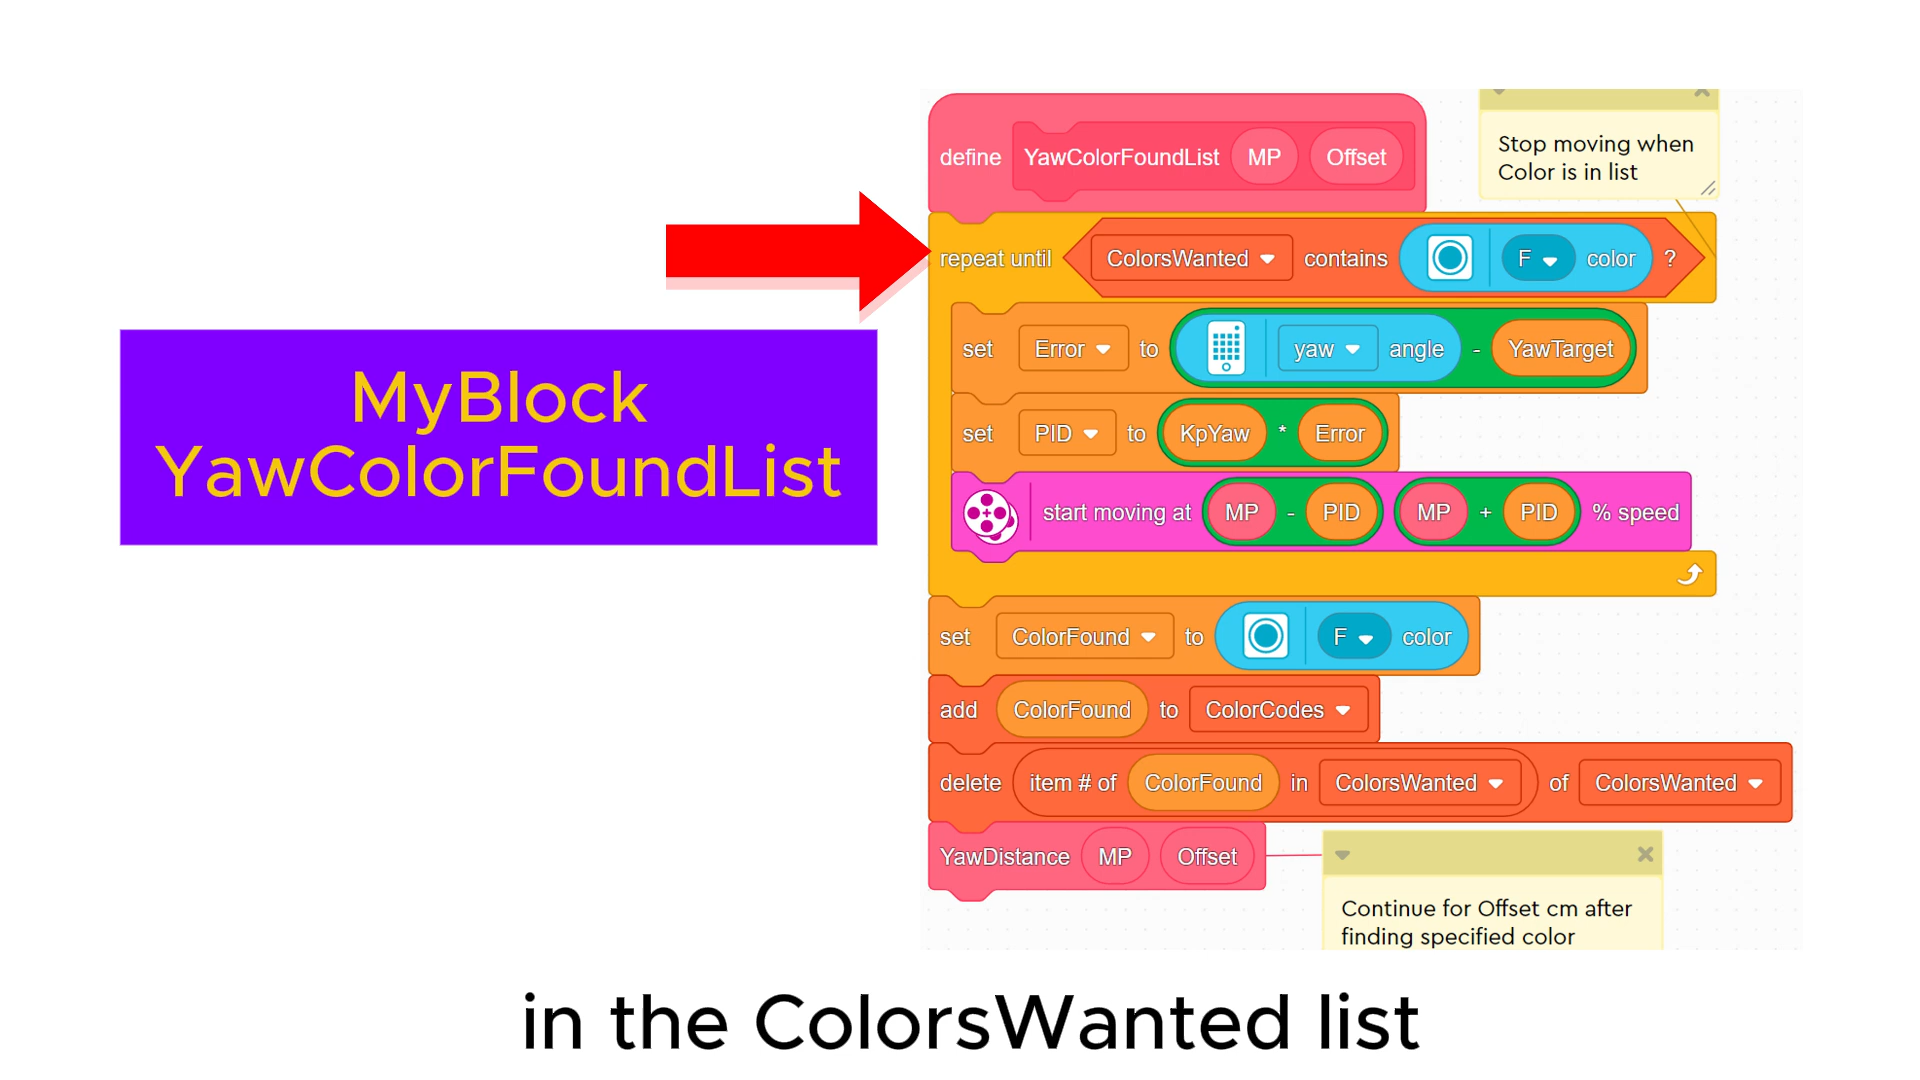 define YawColorFoundList MP Offset
Stop moving when
Color is in list
repeat until ColorsWanted contains F color ?
set Error to yaw angle - YawTarget
set PID to KpYaw * Error
start moving at MP - PID MP + PID % speed
MyBlock
YawColorFoundList
set ColorFound to F color
add ColorFound to ColorCodes
delete item # of ColorFound in ColorsWanted of ColorsWanted
YawDistance MP Offset
Continue for Offset cm after
finding specified color
in the ColorsWanted list